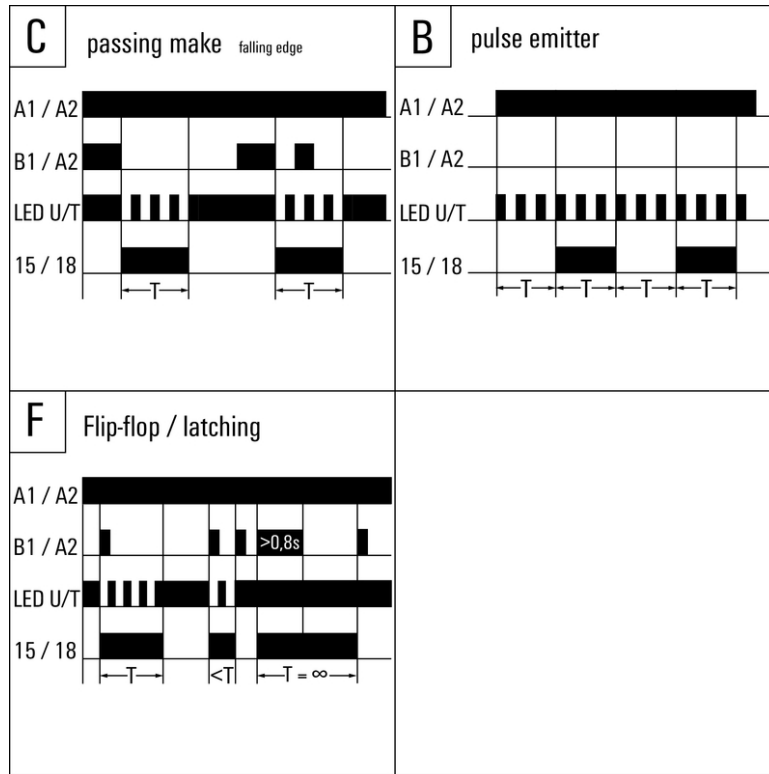 C passing make falling edge
A1 / A2
B1 / A2
LED U/T
15 / 18
T T
B pulse emitter
A1 / A2
B1 / A2
LED U/T
15 / 18
T T T T
F Flip-flop / latching
A1 / A2
B1 / A2 >0,8s
LED U/T
15 / 18
T <T T = ∞